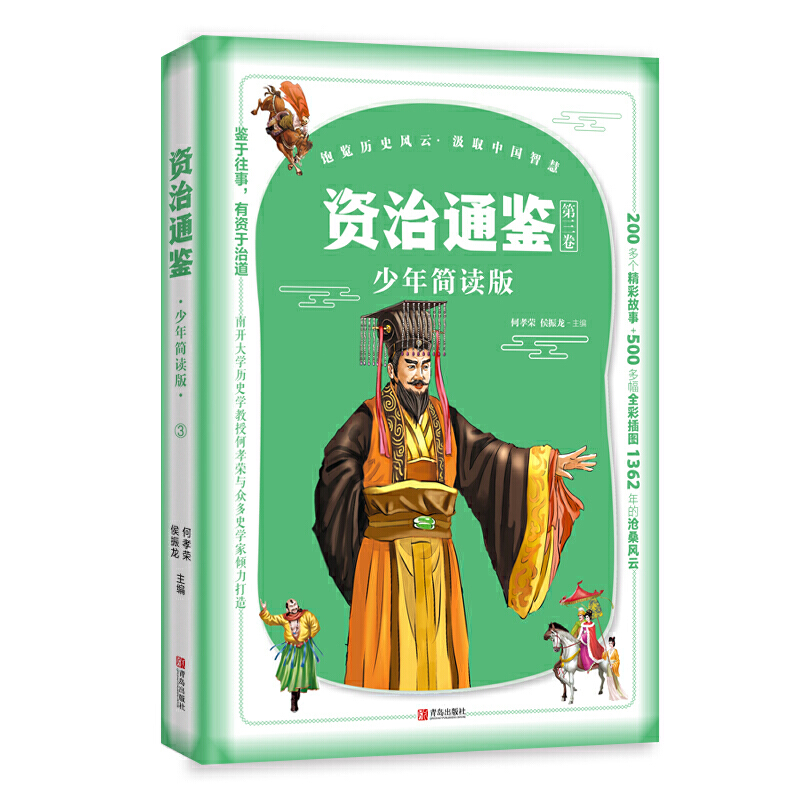 资治通鉴
·少年简读版·
③
何孝荣
侯振龙
主编
青岛出版社
鉴于往事，有资于治道
南开大学历史学教授何孝荣与众多史学家倾力打造
饱览历史风云·汲取中国智慧
资治通鉴
第三卷
少年简读版
何孝荣 侯振龙-主编
200多个精彩故事+500多幅全彩插图 1362年的沧桑风云
青岛出版社